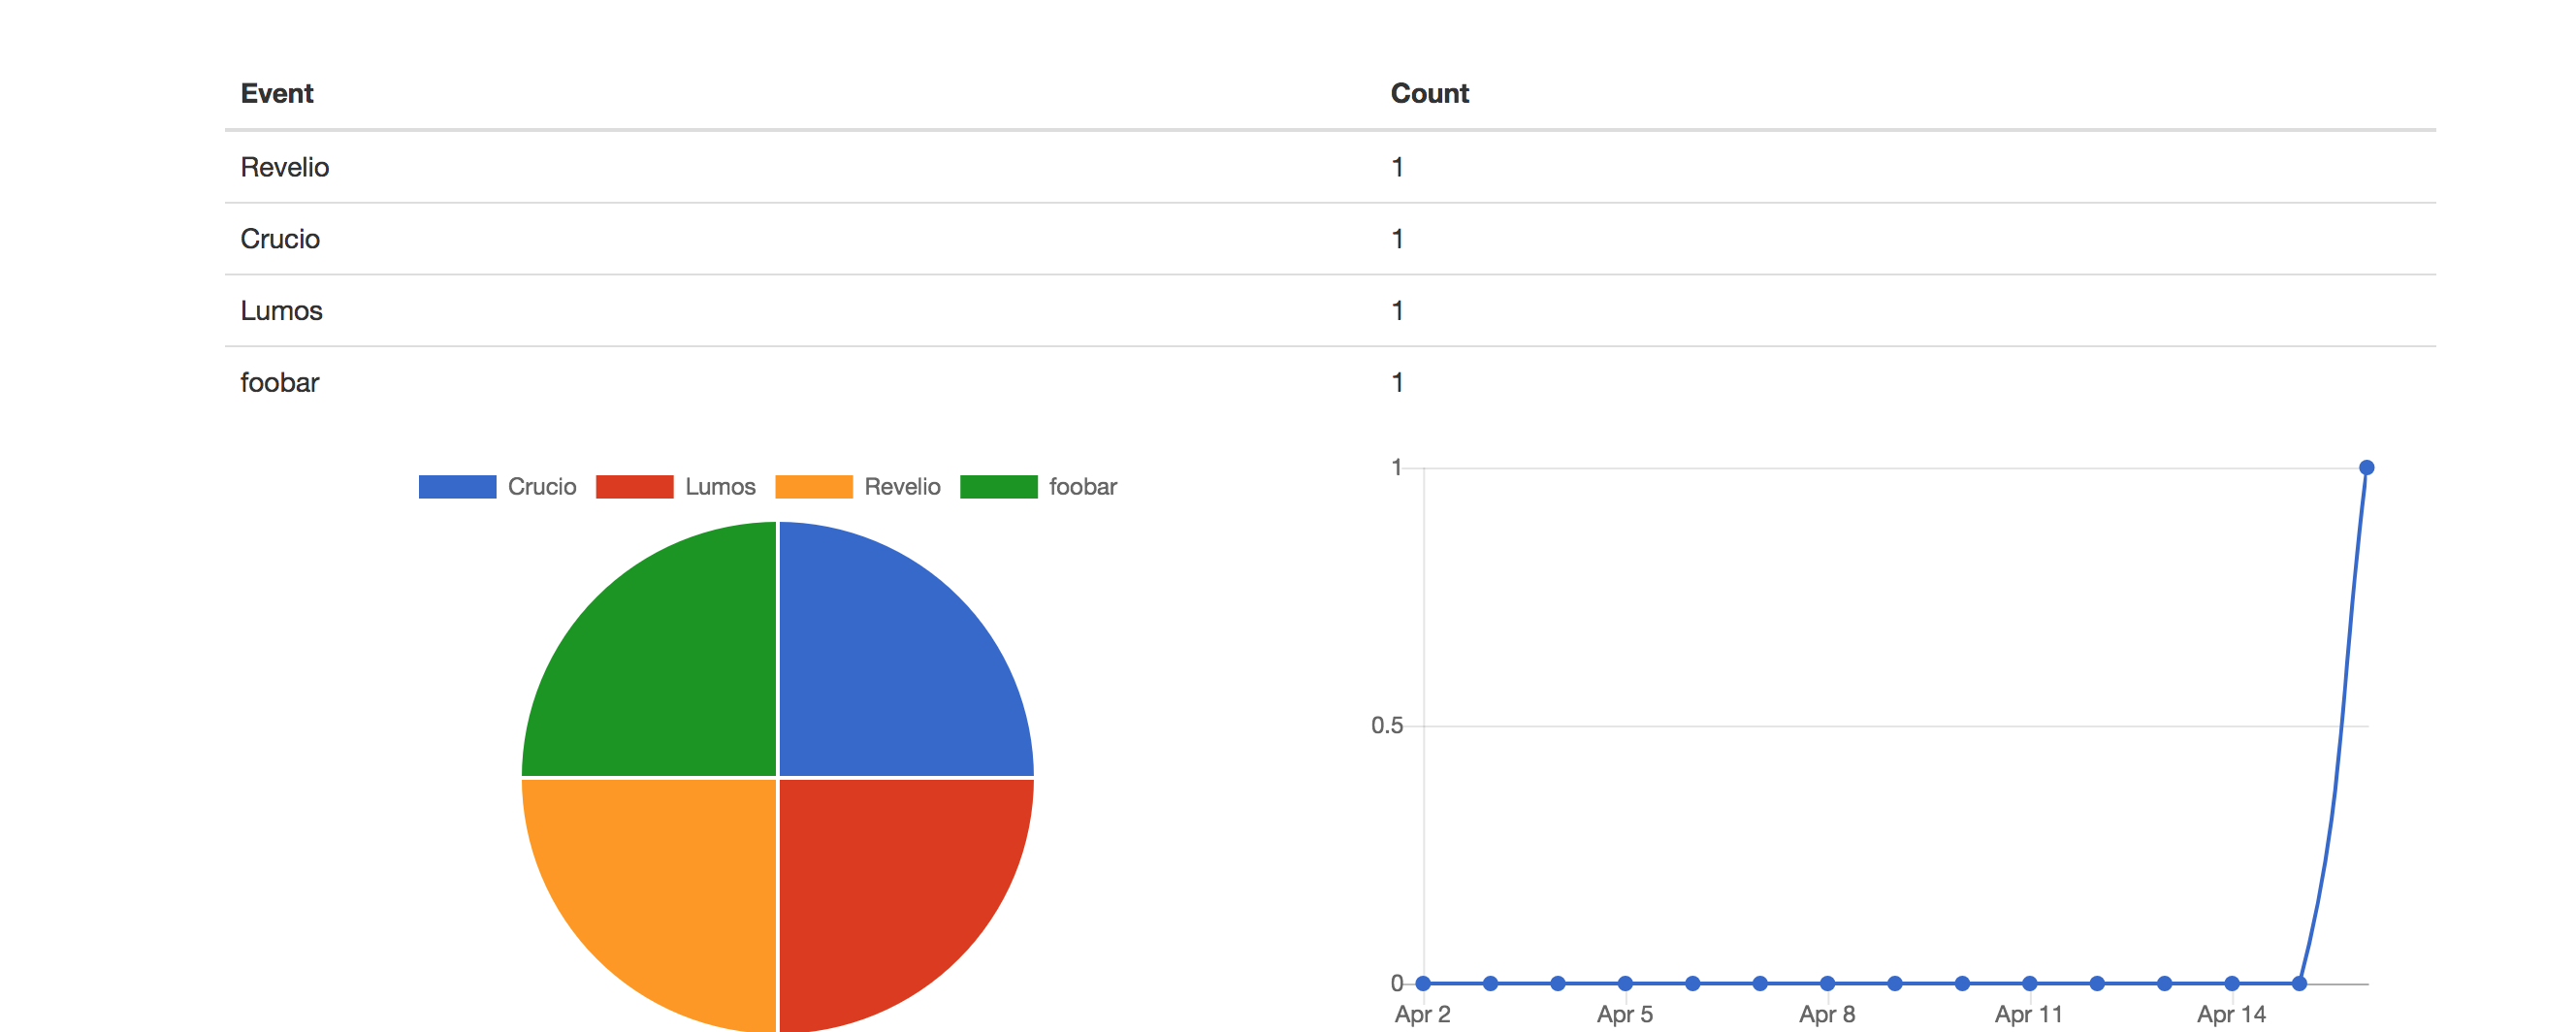 Event Count
Revelio 1
Crucio 1
Lumos 1
foobar 1
Crucio Lumos Revelio foobar
1
0.5
0
Apr 2 Apr 5 Apr 8 Apr 11 Apr 14